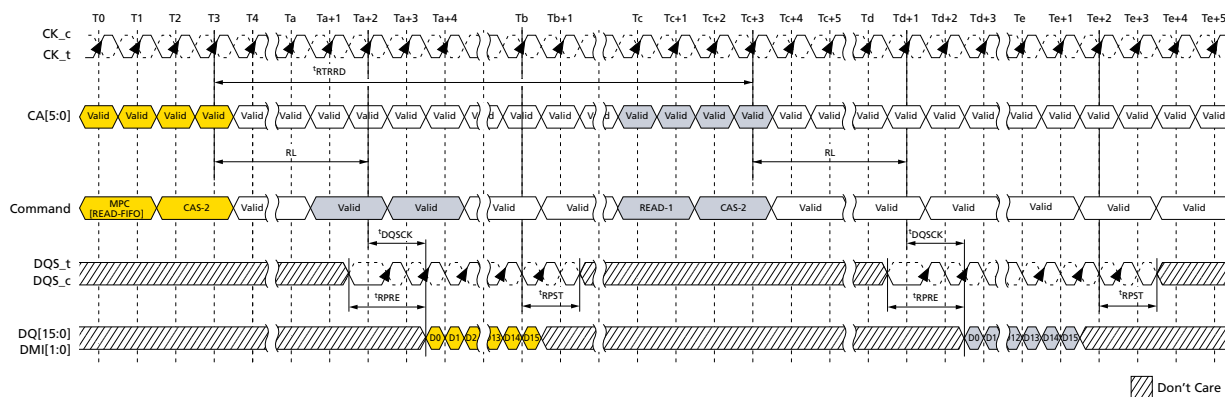 T0 T1 T2 T3 T4 Ta Ta+1 Ta+2 Ta+3 Ta+4 Tb Tb+1 Tc Tc+1 Tc+2 Tc+3 Tc+4 Tc+5 Td Td+1 Td+2 Td+3 Te Te+1 Te+2 Te+3 Te+4 Te+5
CK_c
CK_t
tRTRRD
CA[5:0] Valid Valid Valid Valid Valid Valid Valid Valid Valid Valid Valid Valid Valid Valid Valid Valid Valid Valid Valid Valid Valid Valid Valid Valid Valid Valid
RL RL
Command MPC [READ-FIFO] CAS-2 Valid Valid Valid Valid Valid READ-1 CAS-2 Valid Valid Valid Valid Valid Valid
tDQSCK tDQSCK
DQS_t
DQS_c
tRPRE tRPST tRPRE tRPST
DQ[15:0] D0 D1 D2 D13 D14 D15 D0 D1 D12 D13 D14 D15
DMI[1:0]
Don't Care